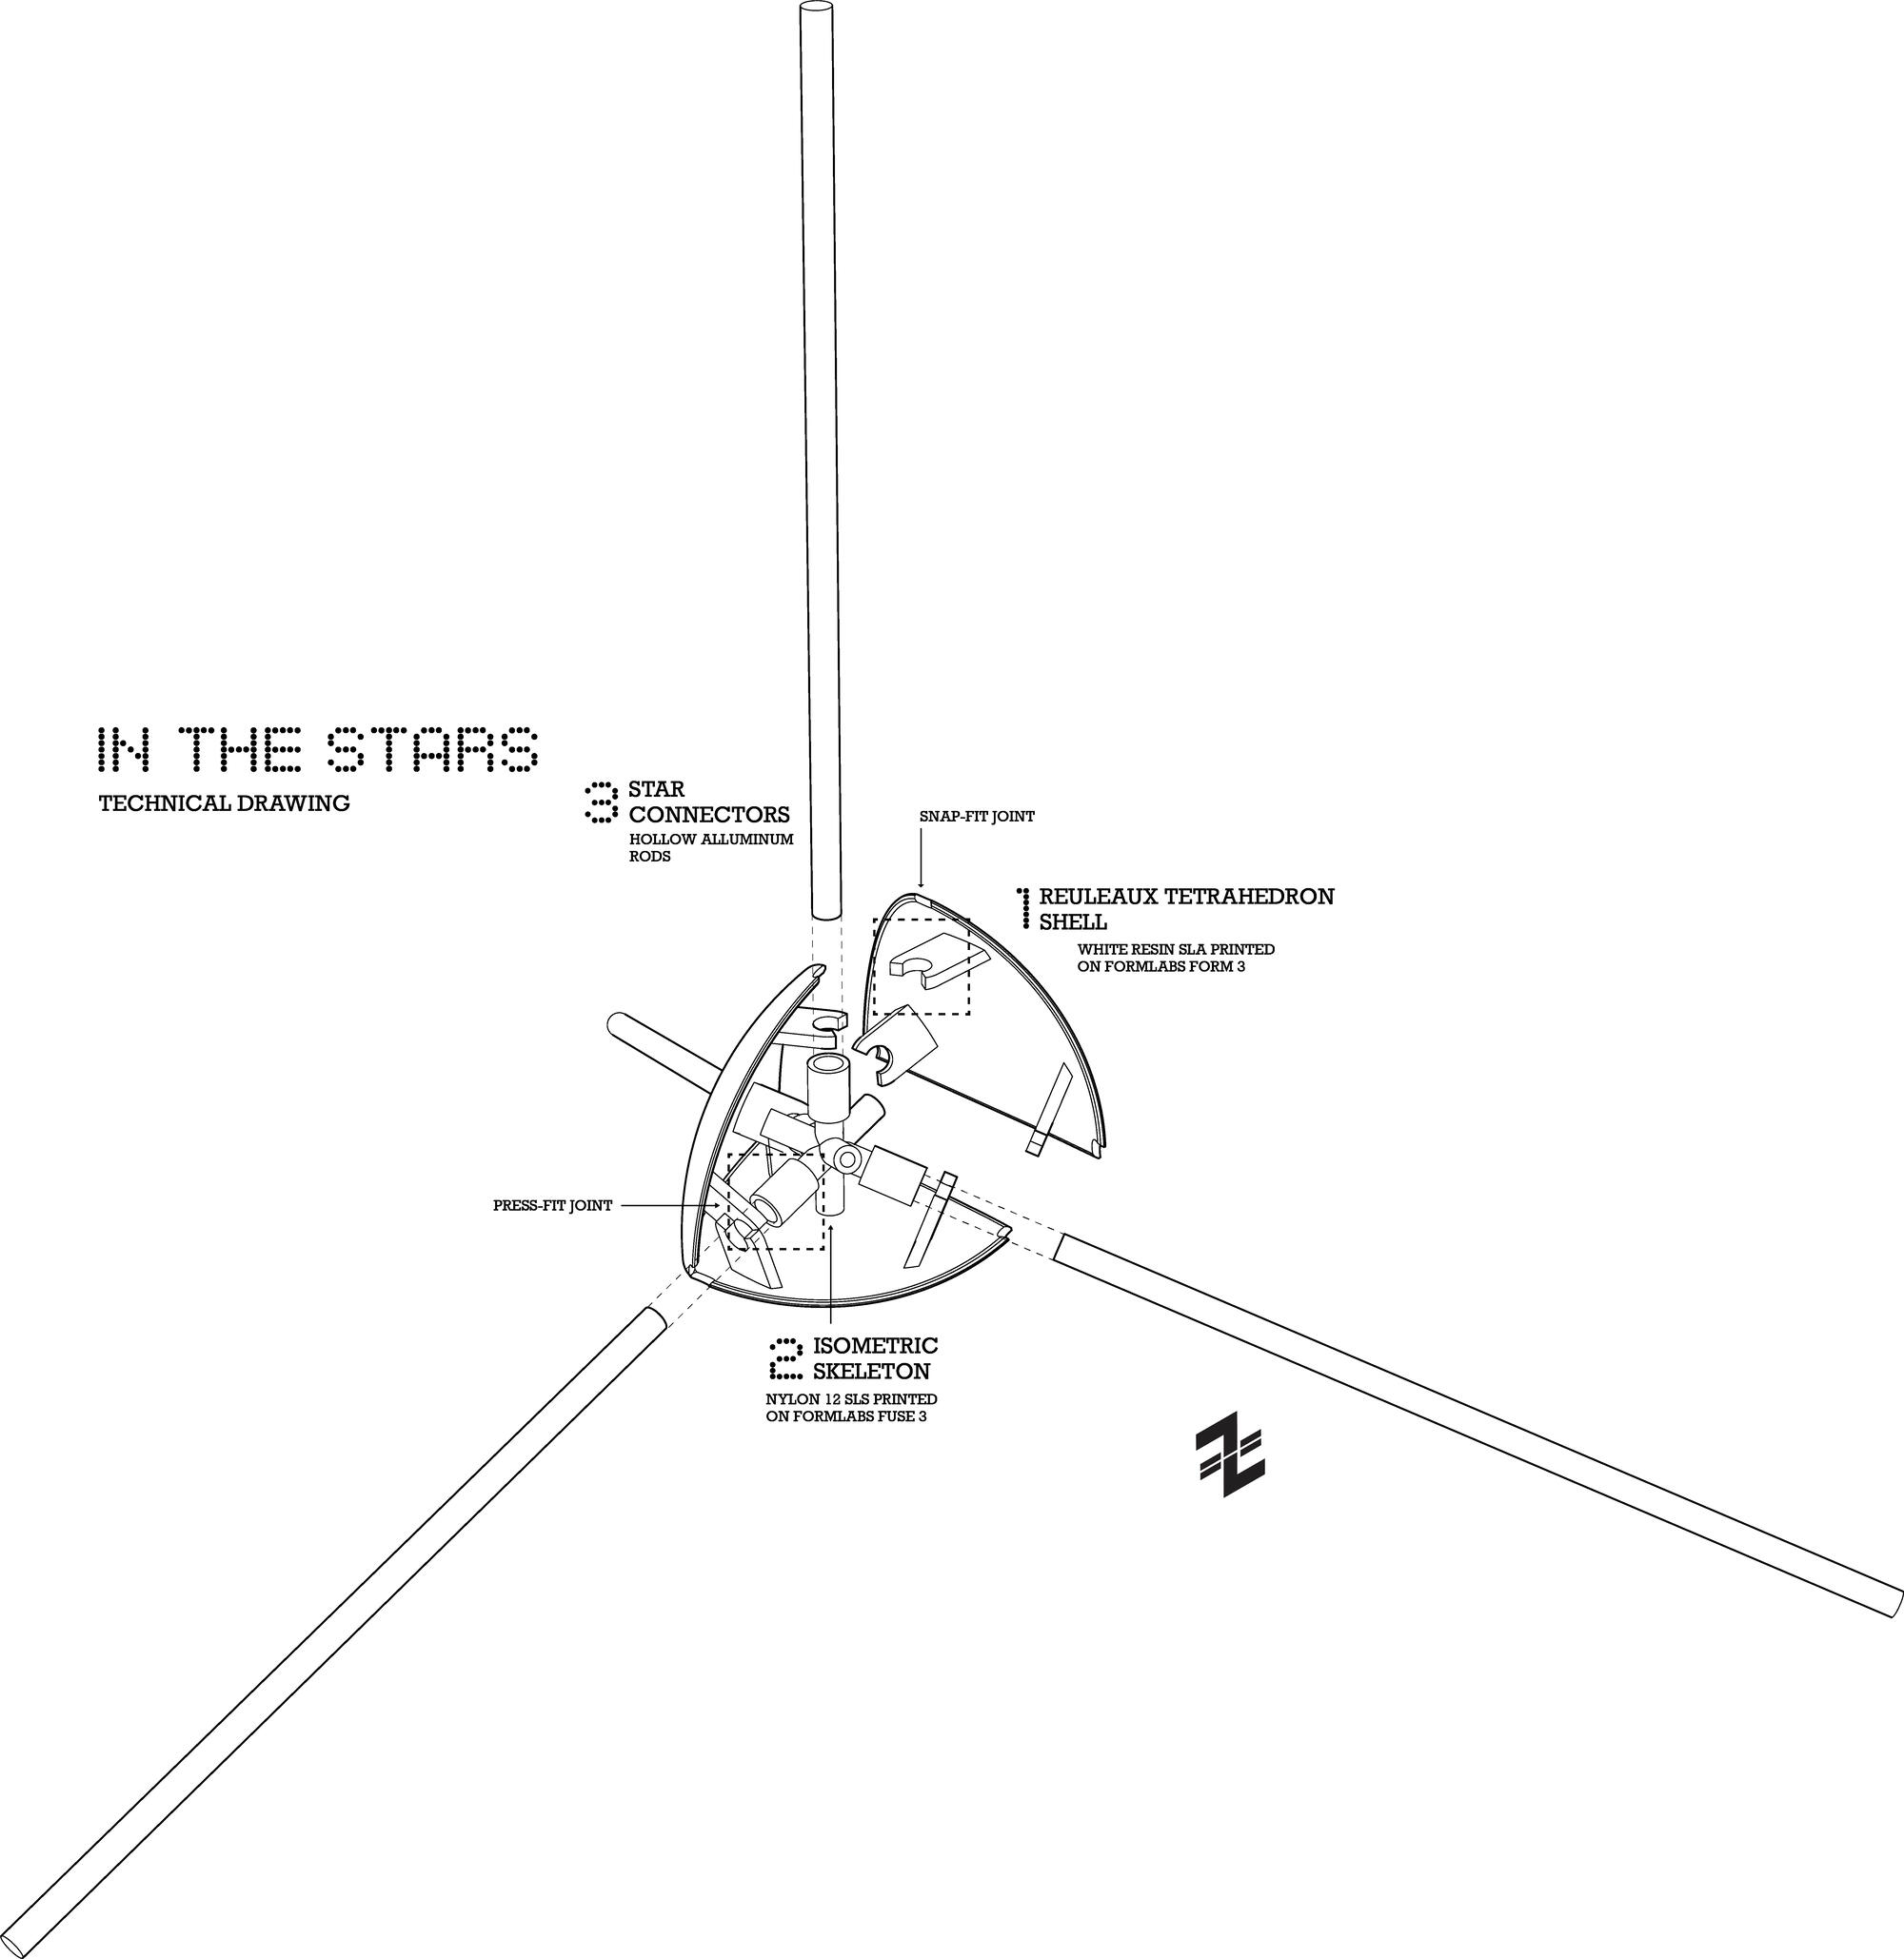 IN THE STARS
TECHNICAL DRAWING
3 STAR
CONNECTORS
HOLLOW ALLUMINUM
RODS
SNAP-FIT JOINT
1 REULEAUX TETRAHEDRON
SHELL
WHITE RESIN SLA PRINTED
ON FORMLABS FORM 3
PRESS-FIT JOINT
2 ISOMETRIC
SKELETON
NYLON 12 SLS PRINTED
ON FORMLABS FUSE 3